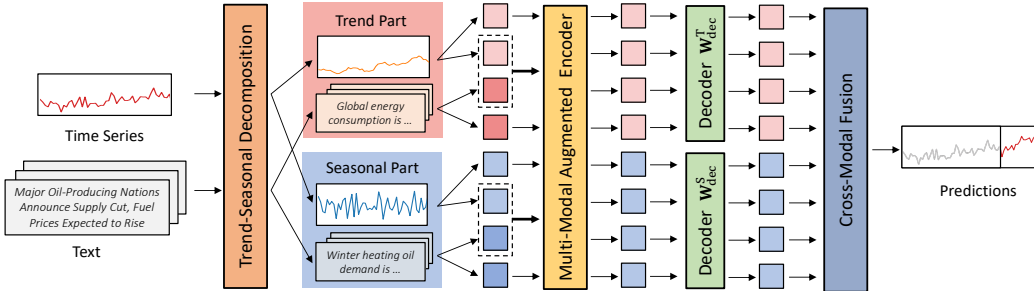 Time Series
Major Oil-Producing Nations
Announce Supply Cut, Fuel
Prices Expected to Rise
Text
Trend-Seasonal Decomposition
Trend Part
Global energy
consumption is ...
Seasonal Part
Winter heating oil
demand is ...
Multi-Modal Augmented Encoder
Decoder W^T_dec
Decoder W^S_dec
Cross-Modal Fusion
Predictions